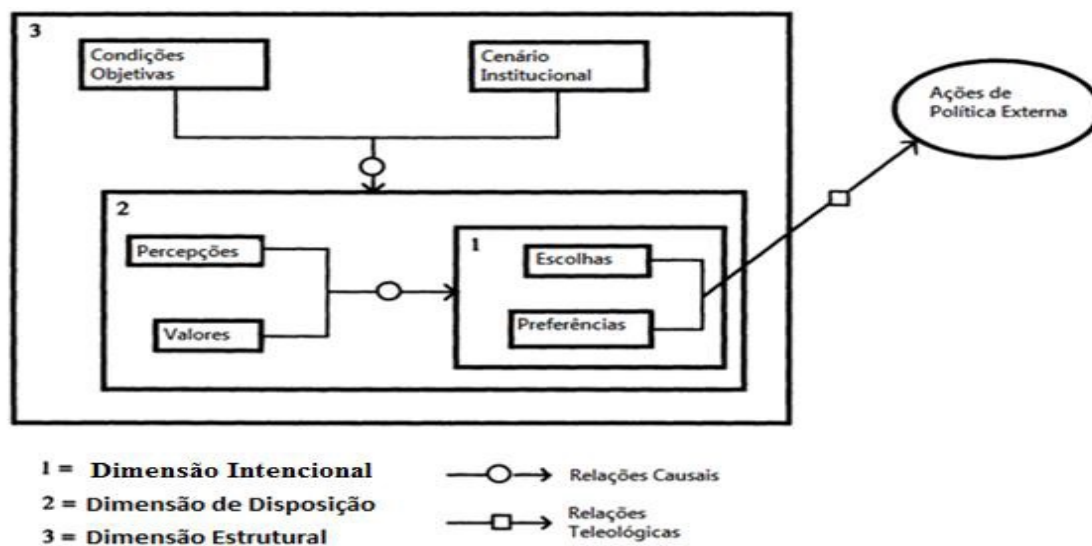 3
Condições
Objetivas
Cenário
Institucional
Ações de
Política Externa
2
Percepções
Valores
1
Escolhas
Preferências
1 = Dimensão Intencional
2 = Dimensão de Disposição
3 = Dimensão Estrutural
Relações Causais
Relações
Teleológicas